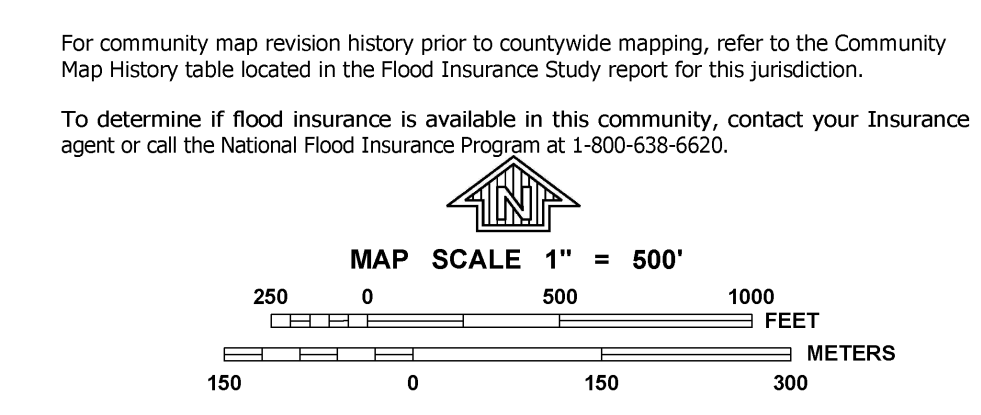 For community map revision history prior to countywide mapping, refer to the Community
Map History table located in the Flood Insurance Study report for this jurisdiction.
To determine if flood insurance is available in this community, contact your Insurance
agent or call the National Flood Insurance Program at 1-800-638-6620.
N
MAP SCALE 1" = 500'
250 0 500 1000
FEET
METERS
150 0 150 300